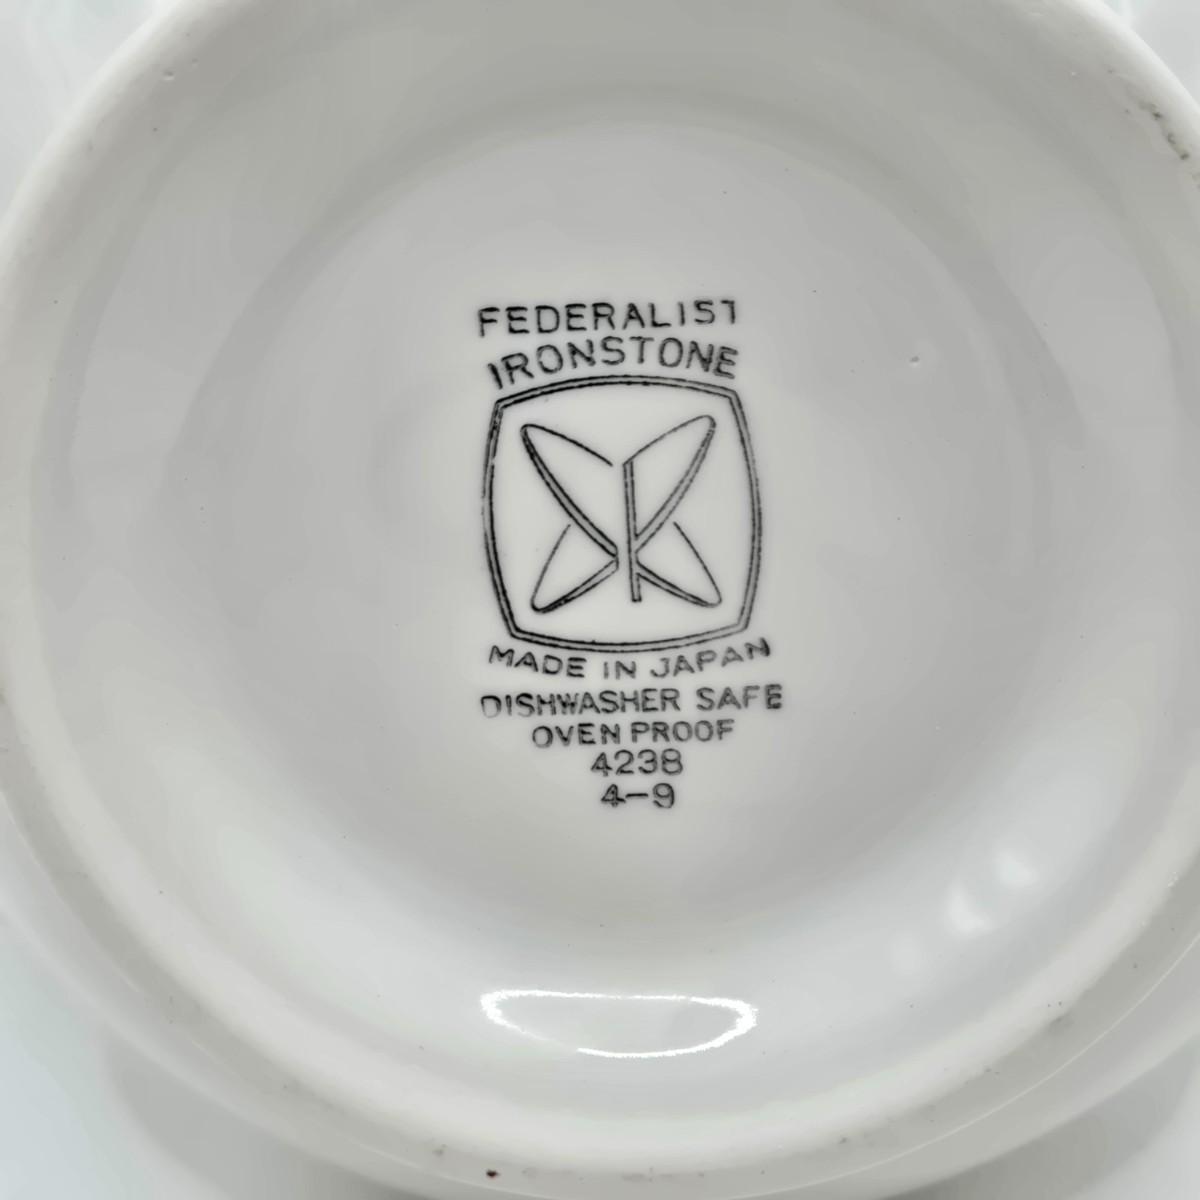 FEDERALIST
IRONSTONE
MADE IN JAPAN
DISHWASHER SAFE
OVEN PROOF
4238
4-9